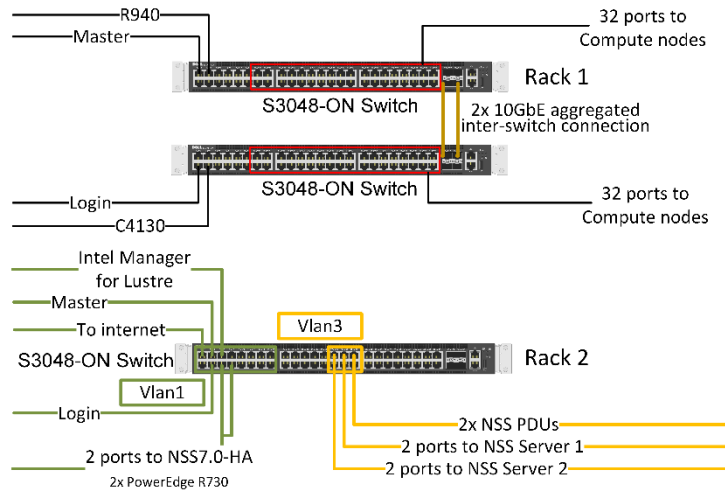 R940
Master
32 ports to
Compute nodes
Rack 1
S3048-ON Switch
2x 10GbE aggregated
inter-switch connection
S3048-ON Switch
Login
C4130
32 ports to
Compute nodes
Intel Manager
for Lustre
Master
To internet
Vlan3
S3048-ON Switch
Rack 2
Vlan1
Login
2x NSS PDUs
2 ports to NSS Server 1
2 ports to NSS7.0-HA
2 ports to NSS Server 2
2x PowerEdge R730